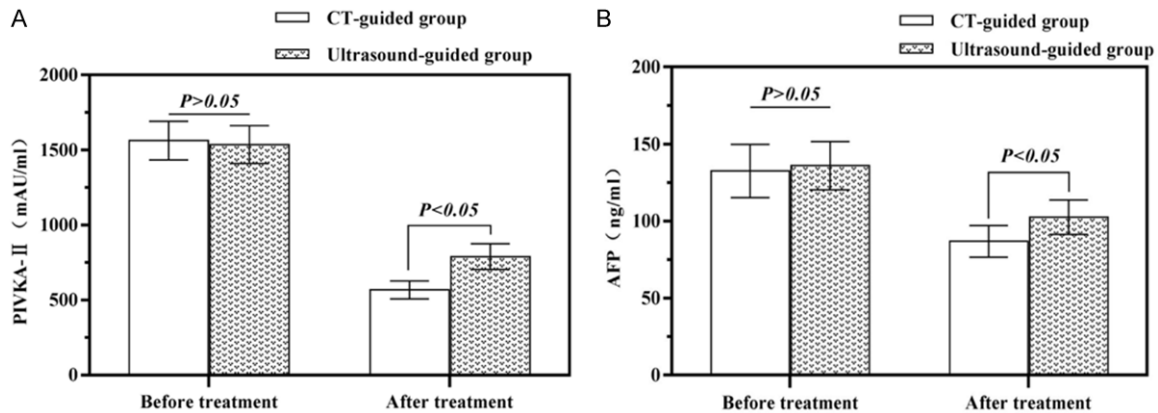 A
CT-guided group
Ultrasound-guided group
PIVKA-Ⅱ（mAU/ml）
2000
1500
1000
500
0
P>0.05
P<0.05
Before treatment
After treatment
B
CT-guided group
Ultrasound-guided group
AFP（ng/ml）
200
150
100
50
0
P>0.05
P<0.05
Before treatment
After treatment